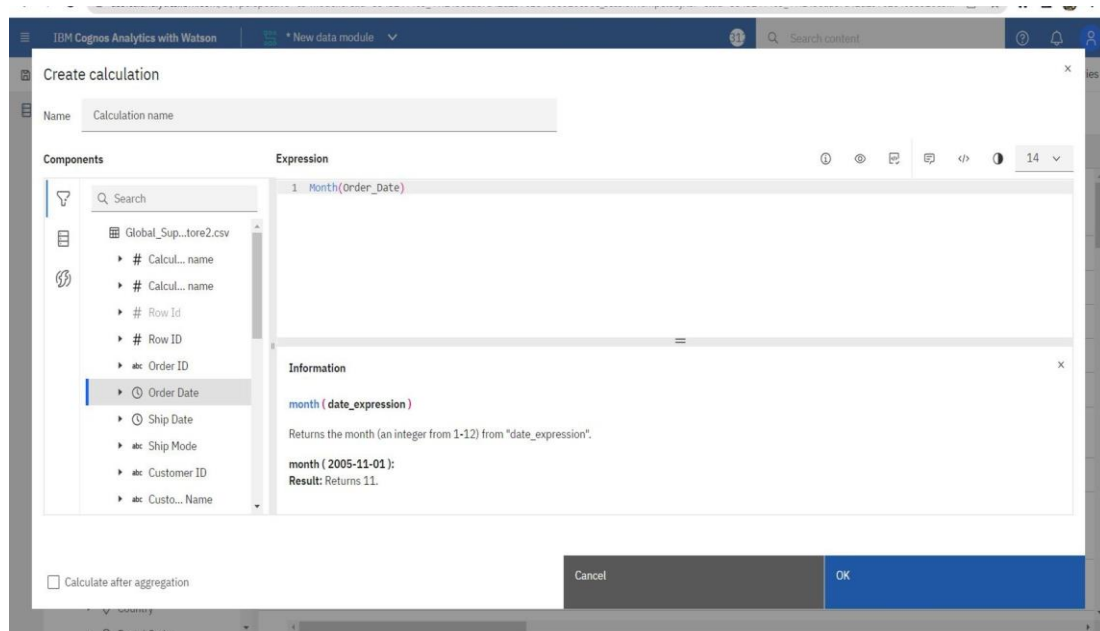 IBM Cognos Analytics with Watson
* New data module
Search content
Create calculation
ies
Name
Calculation name
Components
Expression
14
Search
1 Month(Order_Date)
Global_Sup...tore2.csv
# Calcul... name
# Calcul... name
# Row Id
# Row ID
abc Order ID
Information
Order Date
month ( date_expression )
Ship Date
Returns the month (an integer from 1-12) from "date_expression".
abc Ship Mode
month ( 2005-11-01 ):
abc Customer ID
Result: Returns 11.
abc Custo... Name
Calculate after aggregation
Cancel
OK
Country